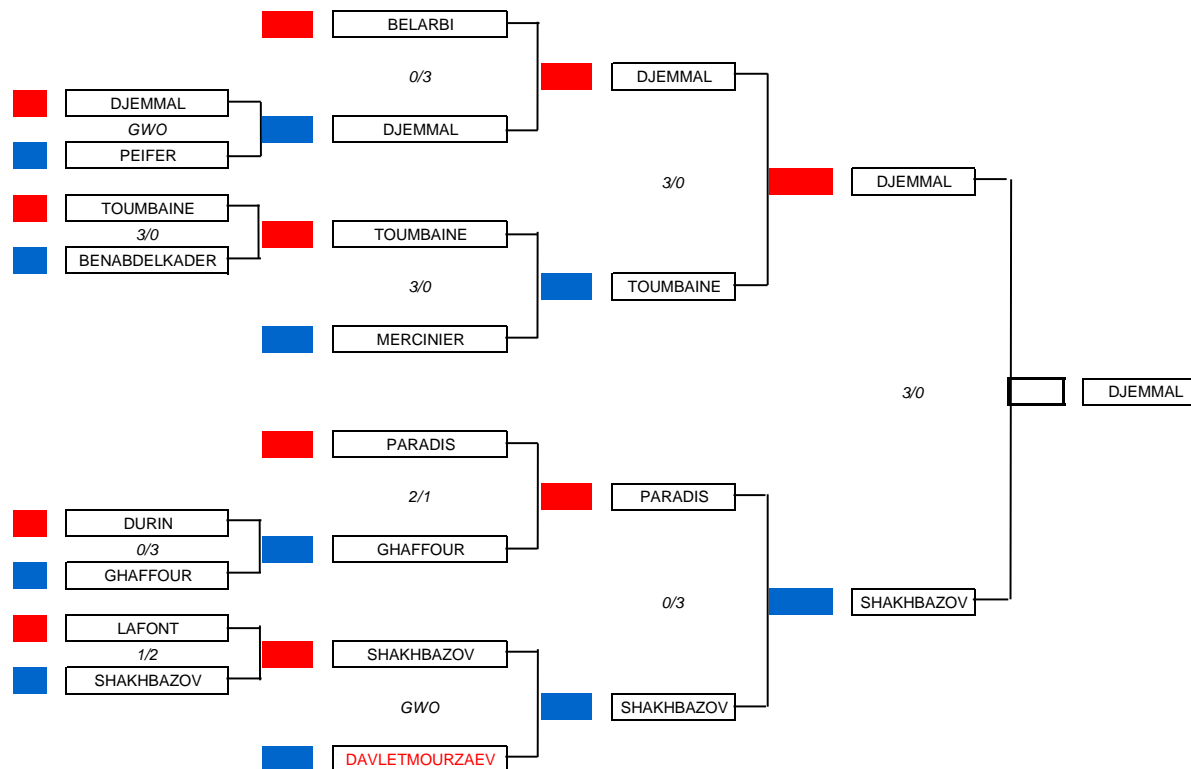 BELARBI
0/3
DJEMMAL
DJEMMAL
GWO
DJEMMAL
PEIFER
3/0
DJEMMAL
TOUMBAINE
3/0
TOUMBAINE
BENABDELKADER
3/0
TOUMBAINE
MERCINIER
3/0
DJEMMAL
PARADIS
2/1
PARADIS
DURIN
0/3
GHAFFOUR
GHAFFOUR
0/3
SHAKHBAZOV
LAFONT
1/2
SHAKHBAZOV
SHAKHBAZOV
GWO
SHAKHBAZOV
DAVLETMOURZAEV